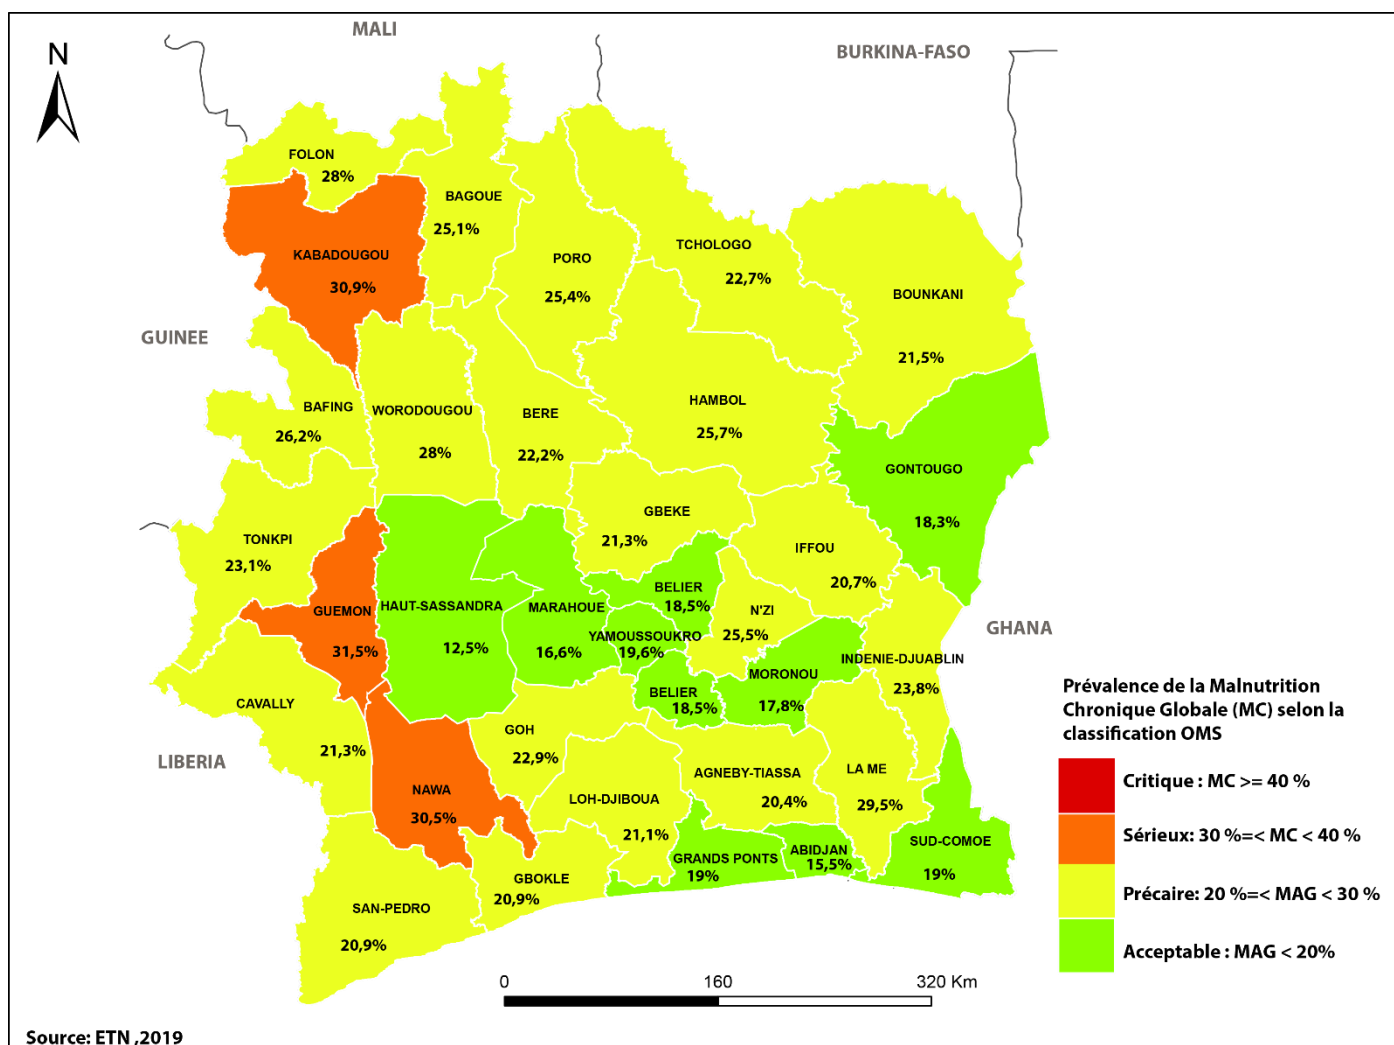 MALI
BURKINA-FASO
N
FOLON
28%
BAGOUE
25,1%
KABADOUGOU
30,9%
PORO
25,4%
TCHOLOGO
22,7%
BOUNKANI
21,5%
GUINEE
BAFING
26,2%
WORODOUGOU
28%
BERE
22,2%
HAMBOL
25,7%
GONTOUGO
18,3%
TONKPI
23,1%
GBEKE
21,3%
IFFOU
20,7%
GUEMON
31,5%
HAUT-SASSANDRA
12,5%
MARAHOUE
16,6%
BELIER
18,5%
YAMOUSSOUKRO
19,6%
N'ZI
25,5%
GHANA
INDENIE-DJUABLIN
23,8%
MORONOU
17,8%
BELIER
18,5%
CAVALLY
21,3%
LIBERIA
GOH
22,9%
NAWA
30,5%
LOH-DJIBOUA
21,1%
AGNEBY-TIASSA
20,4%
LA ME
29,5%
GRANDS PONTS
19%
ABIDJAN
15,5%
SUD-COMOE
19%
GBOKLE
20,9%
SAN-PEDRO
20,9%
Prévalence de la Malnutrition
Chronique Globale (MC) selon la
classification OMS
Critique : MC >= 40 %
Sérieux: 30 %=< MC < 40 %
Précaire: 20 %=< MAG < 30 %
Acceptable : MAG < 20%
0 160 320 Km
Source: ETN ,2019